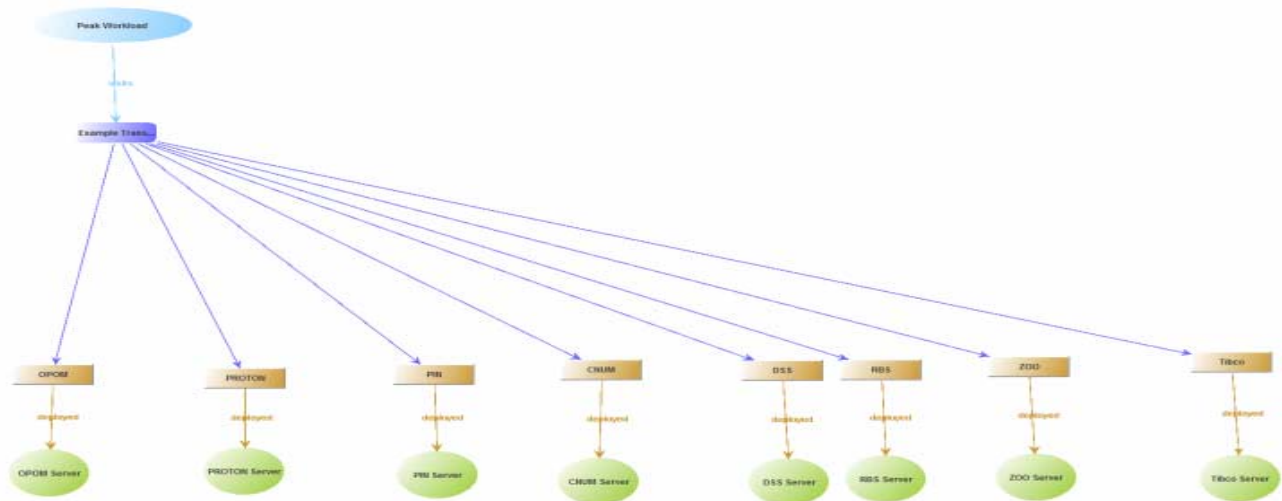 Peak Workload
Example Trans...
OPOM
PROTON
PIN
CNUM
DSS
RBS
ZOO
Tibco
deployed
deployed
deployed
deployed
deployed
deployed
deployed
deployed
OPOM Server
PROTON Server
PIN Server
CNUM Server
DSS Server
RBS Server
ZOO Server
Tibco Server